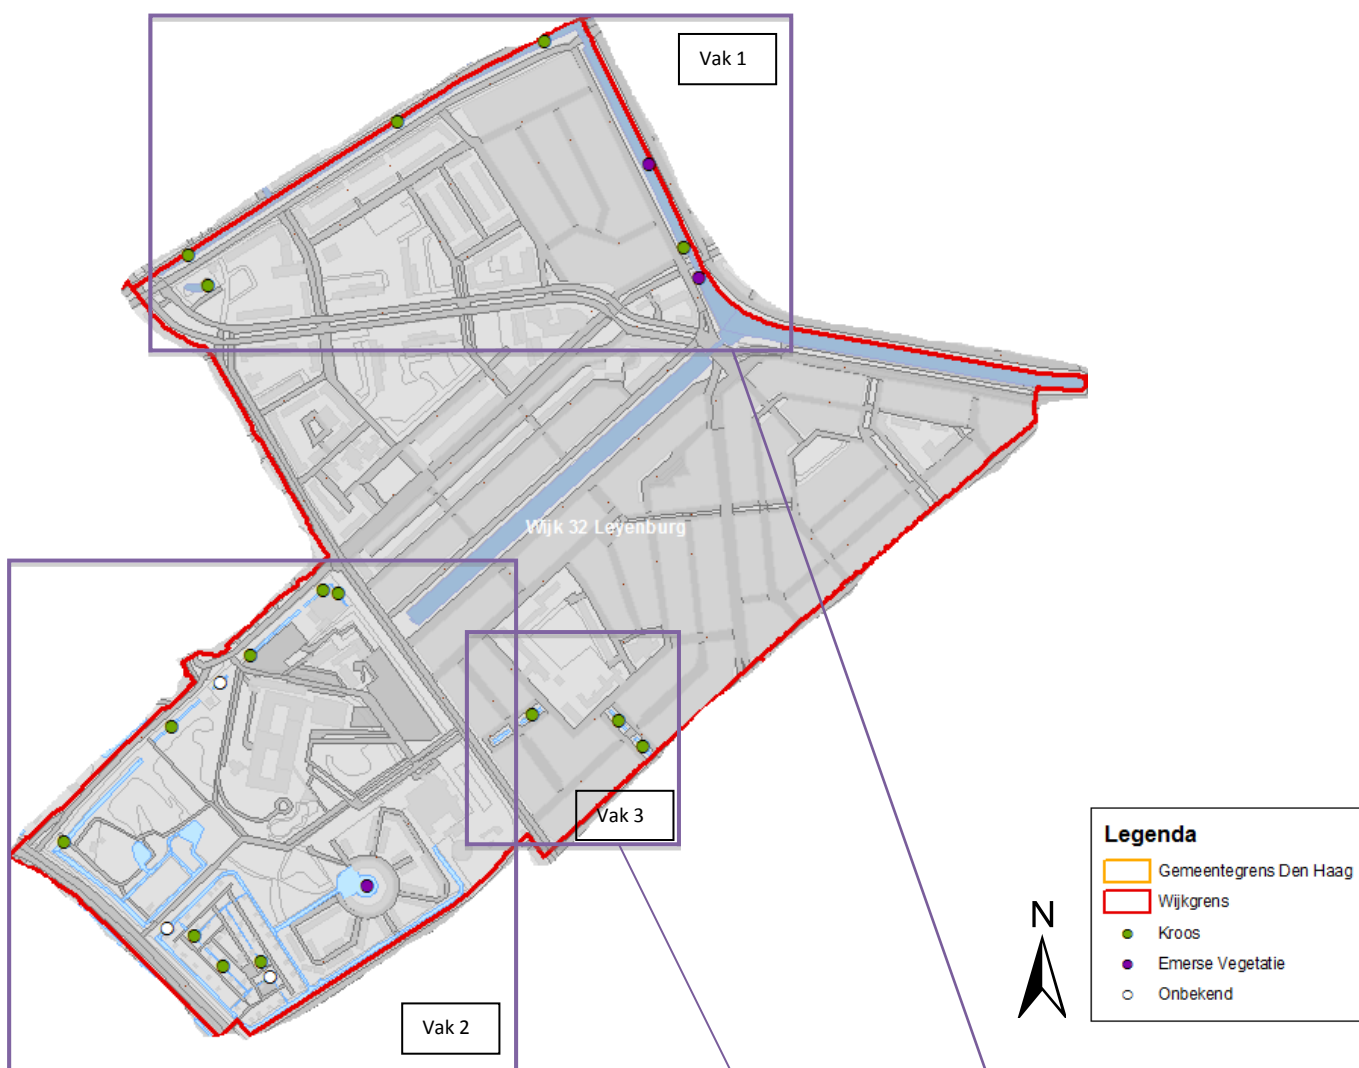 Vak 1
Wijk 32 Leyenburg
Vak 3
Vak 2
N
Legenda
Gemeentegrens Den Haag
Wijkgrens
Kroos
Emerse Vegetatie
Onbekend